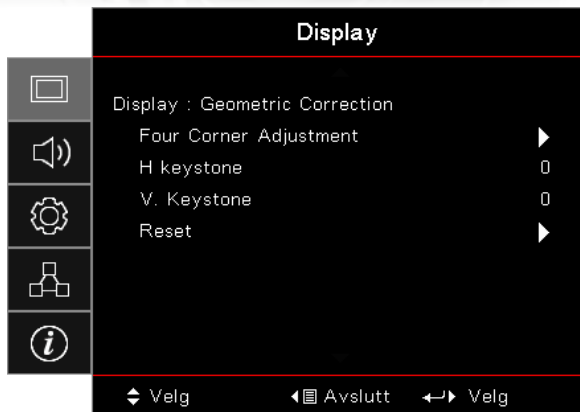 Display
Display : Geometric Correction
Four Corner Adjustment
H keystone 0
V. Keystone 0
Reset
Velg Avslutt Velg